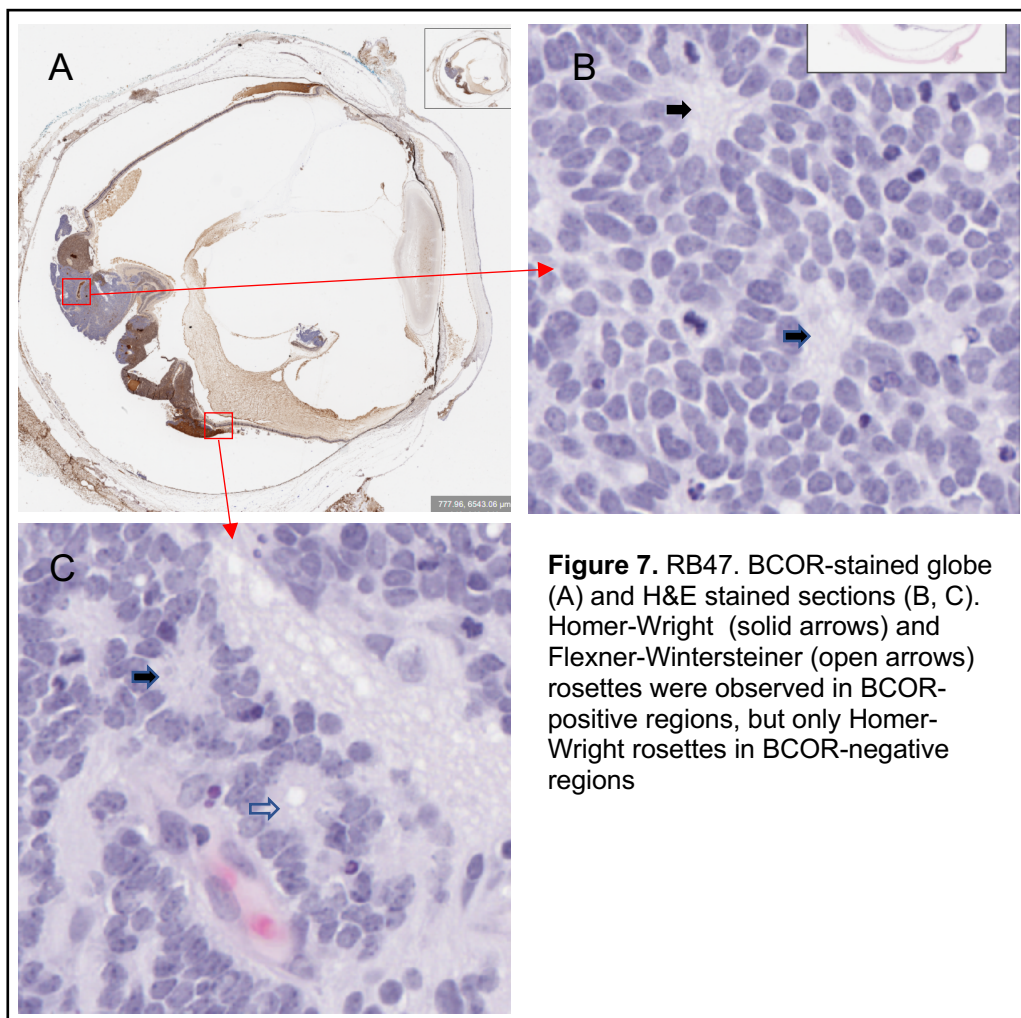 A
B
777.96, 6543.06 µm
C
Figure 7. RB47. BCOR-stained globe
(A) and H&E stained sections (B, C).
Homer-Wright (solid arrows) and
Flexner-Wintersteiner (open arrows)
rosettes were observed in BCOR-
positive regions, but only Homer-
Wright rosettes in BCOR-negative
regions